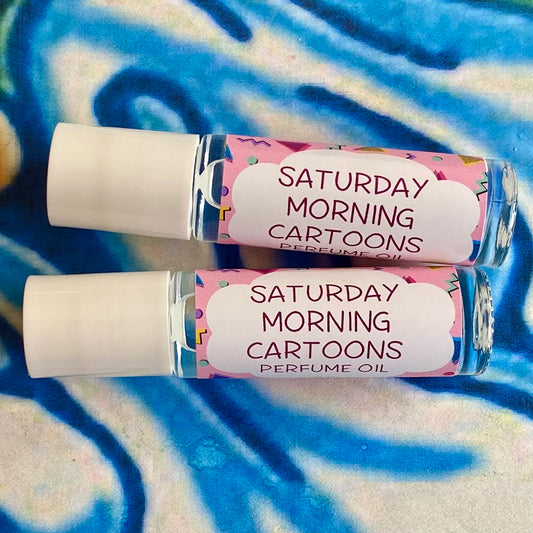 SATURDAY
MORNING
CARTOONS
PERFUME OIL
SATURDAY
MORNING
CARTOONS
PERFUME OIL